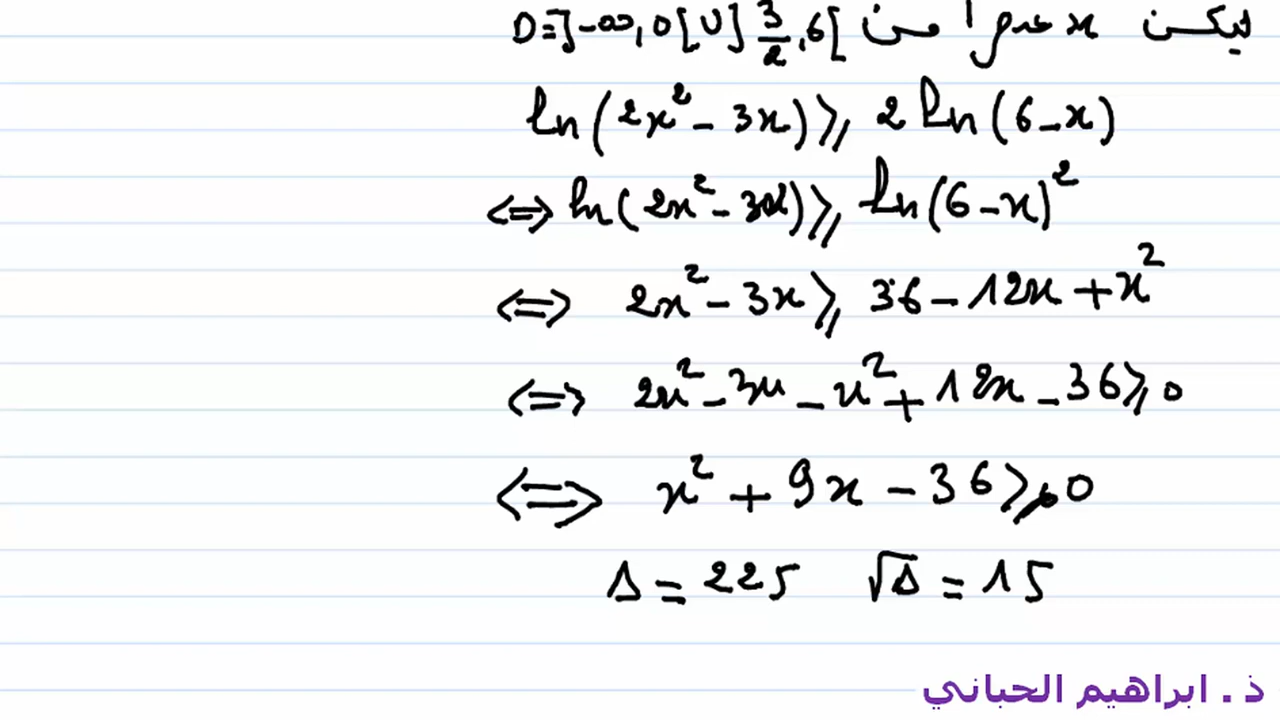 ليكن x عنصرا من D=]-∞,0[∪]3/2,6[
ln(2x²-3x)⩾2ln(6-x)
⇔ ln(2x²-3x)⩾ln(6-x)²
⇔ 2x²-3x⩾36-12x+x²
⇔ 2x²-3x-x²+12x-36⩾0
⇔ x²+9x-36⩾0
Δ=225 √Δ=15
ذ . ابراهيم الحباني